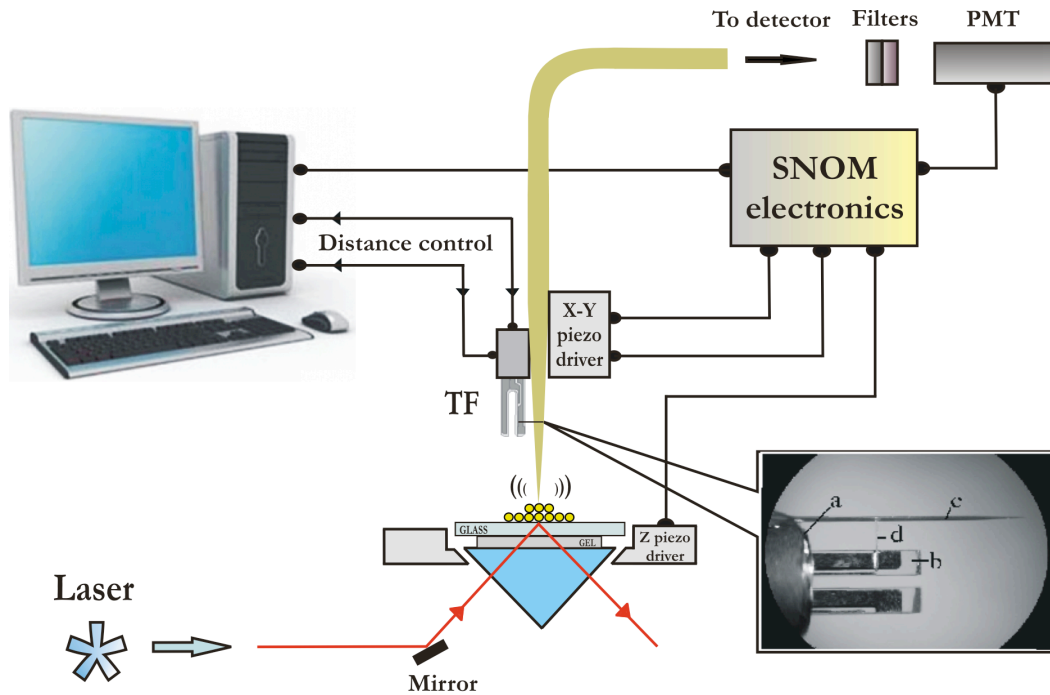 To detector
Filters
PMT
SNOM
electronics
Distance control
X-Y
piezo
driver
TF
a
c
d
b
GLASS
GEL
Z piezo
driver
Laser
Mirror